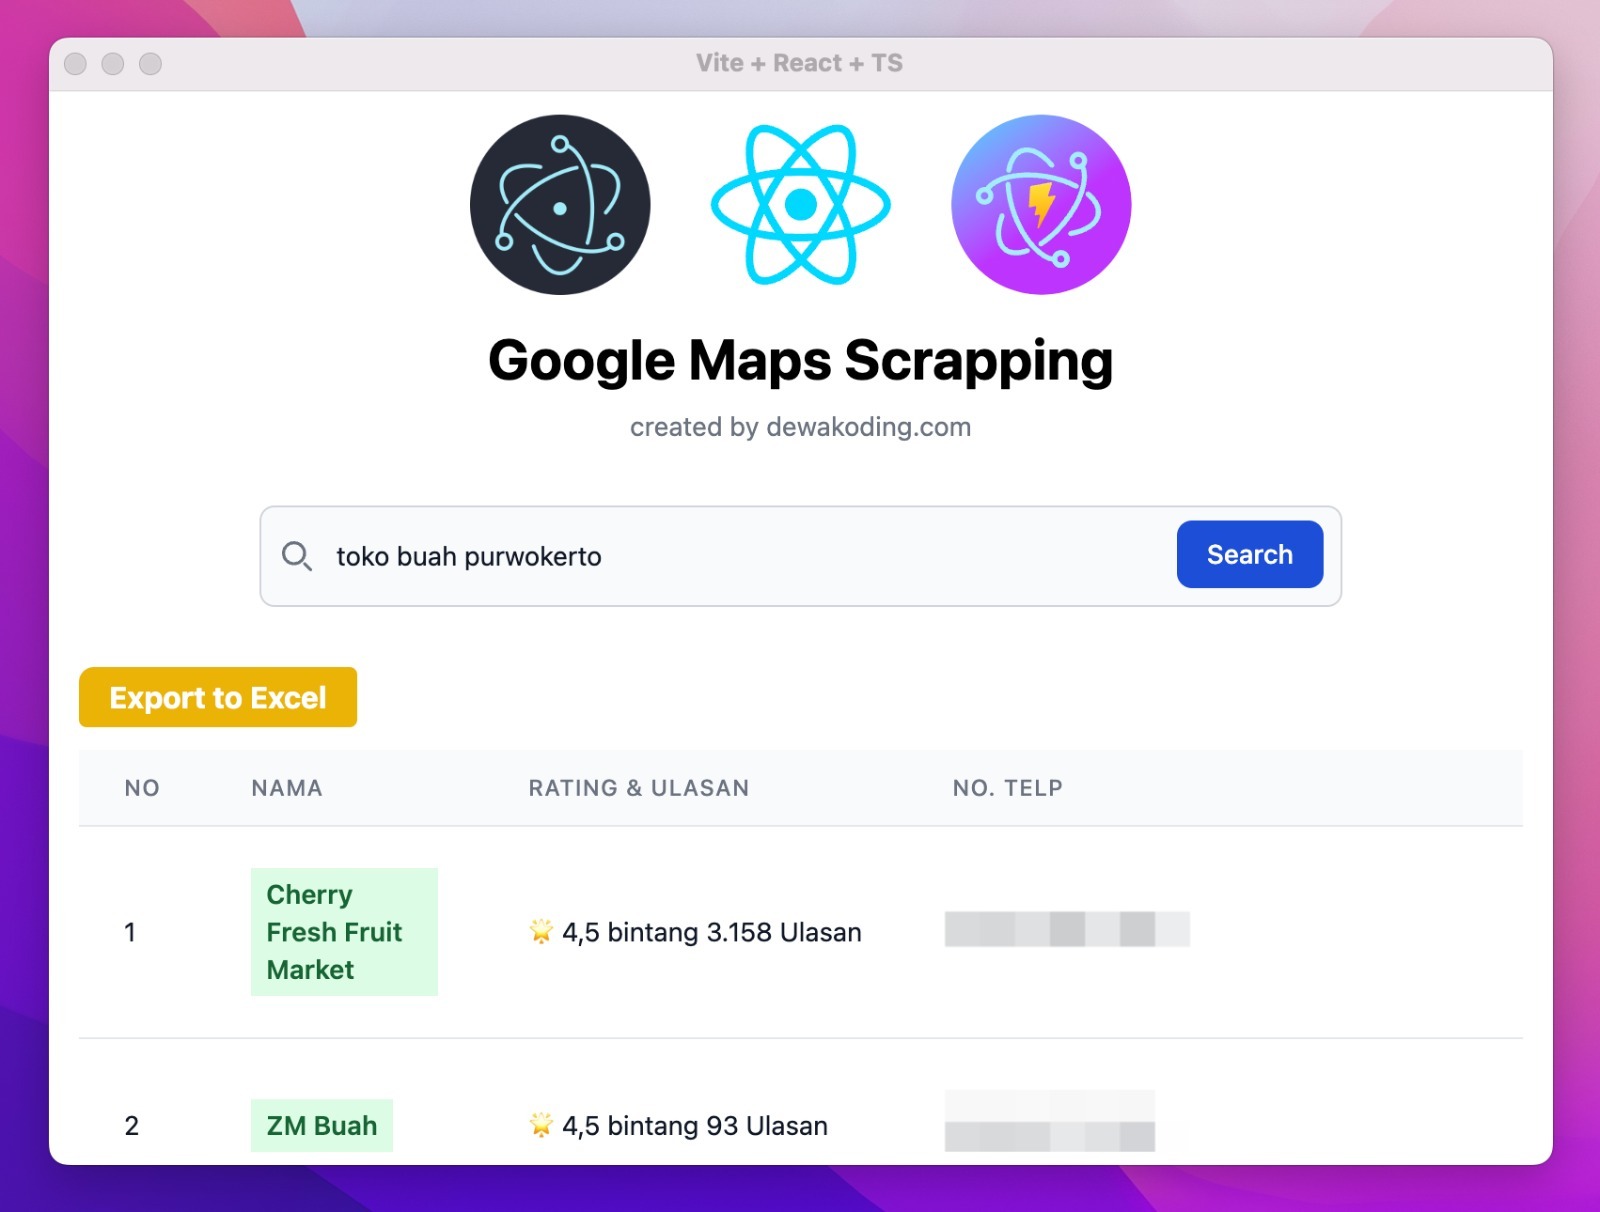 Vite + React + TS
Google Maps Scrapping
created by dewakoding.com
toko buah purwokerto
Search
Export to Excel
NO NAMA RATING & ULASAN NO. TELP
1 Cherry Fresh Fruit Market 4,5 bintang 3.158 Ulasan
2 ZM Buah 4,5 bintang 93 Ulasan